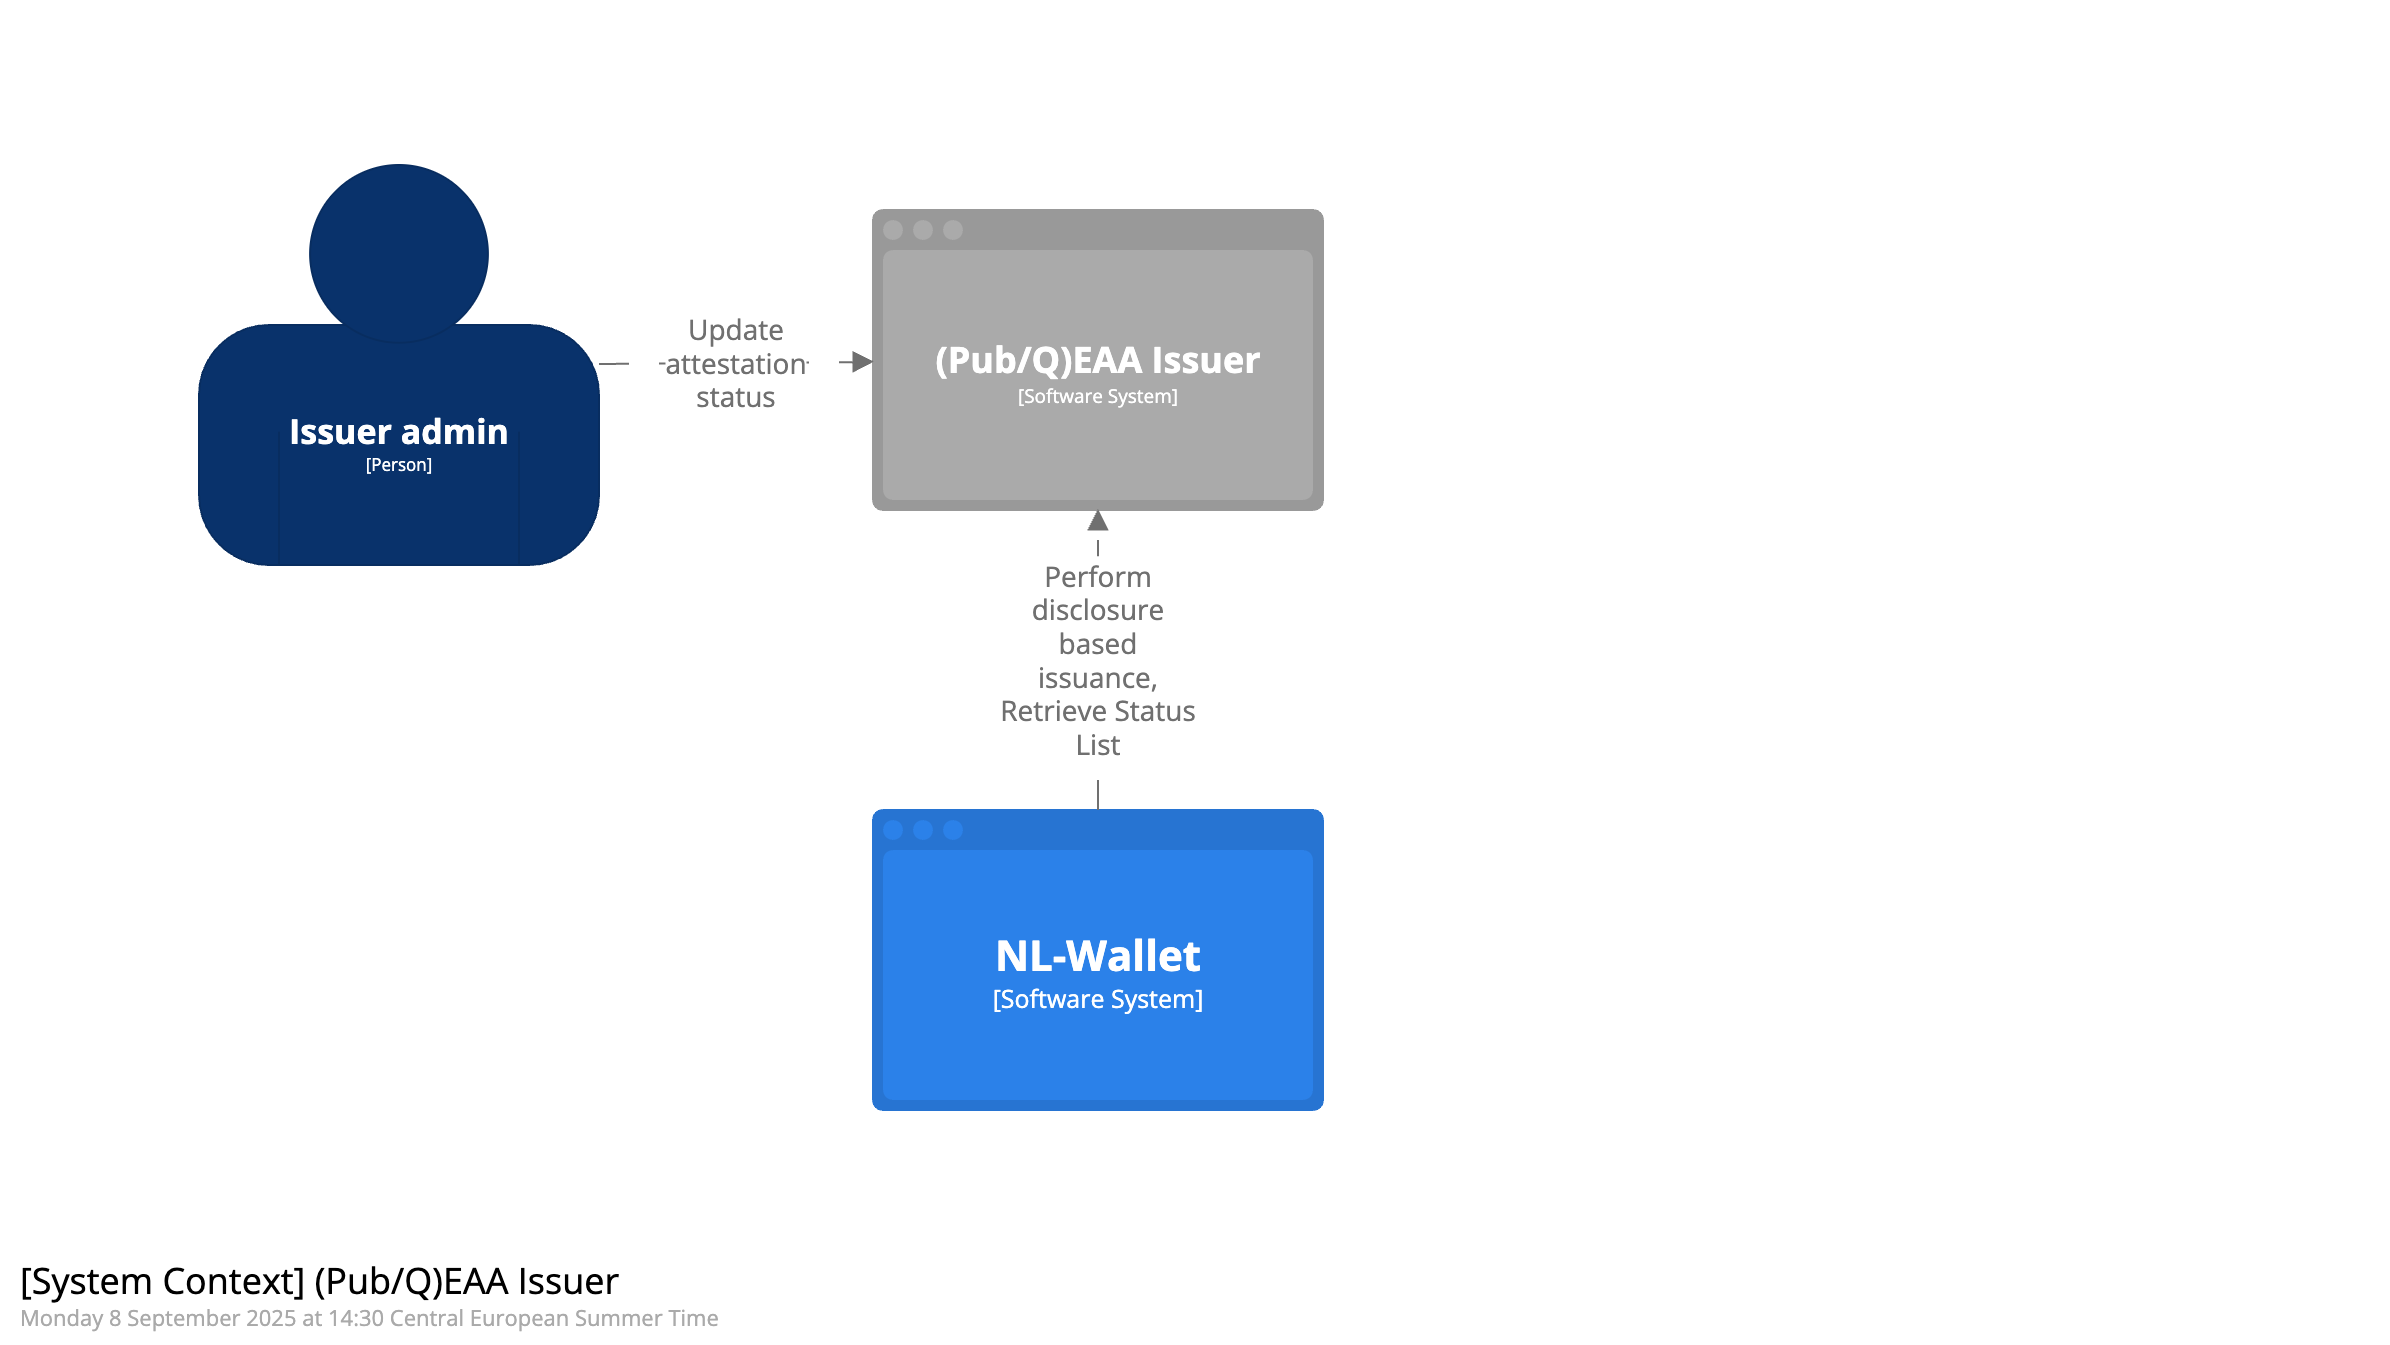 Update
attestation
status
Issuer admin
[Person]
(Pub/Q)EAA Issuer
[Software System]
Perform
disclosure
based
issuance,
Retrieve Status
List
NL-Wallet
[Software System]
[System Context] (Pub/Q)EAA Issuer
Monday 8 September 2025 at 14:30 Central European Summer Time